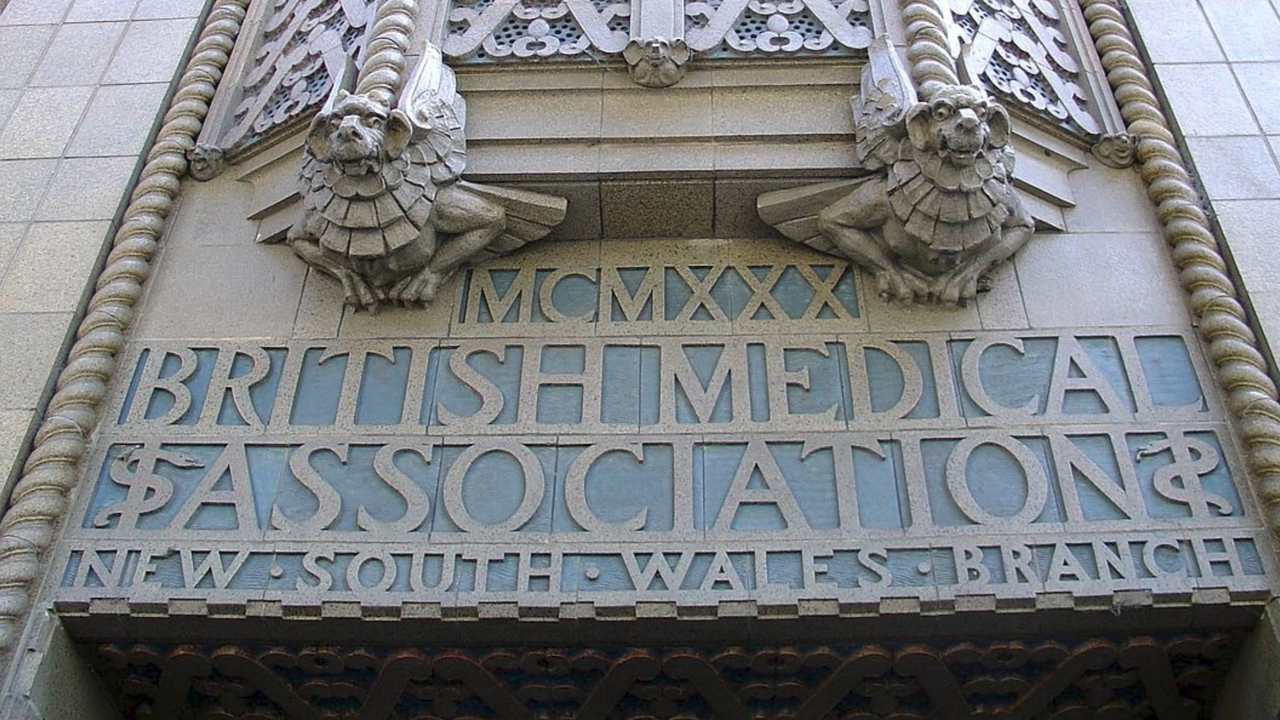 MCMXXX
BRITISH MEDICAL
ASSOCIATION
NEW · SOUTH · WALES · BRANCH